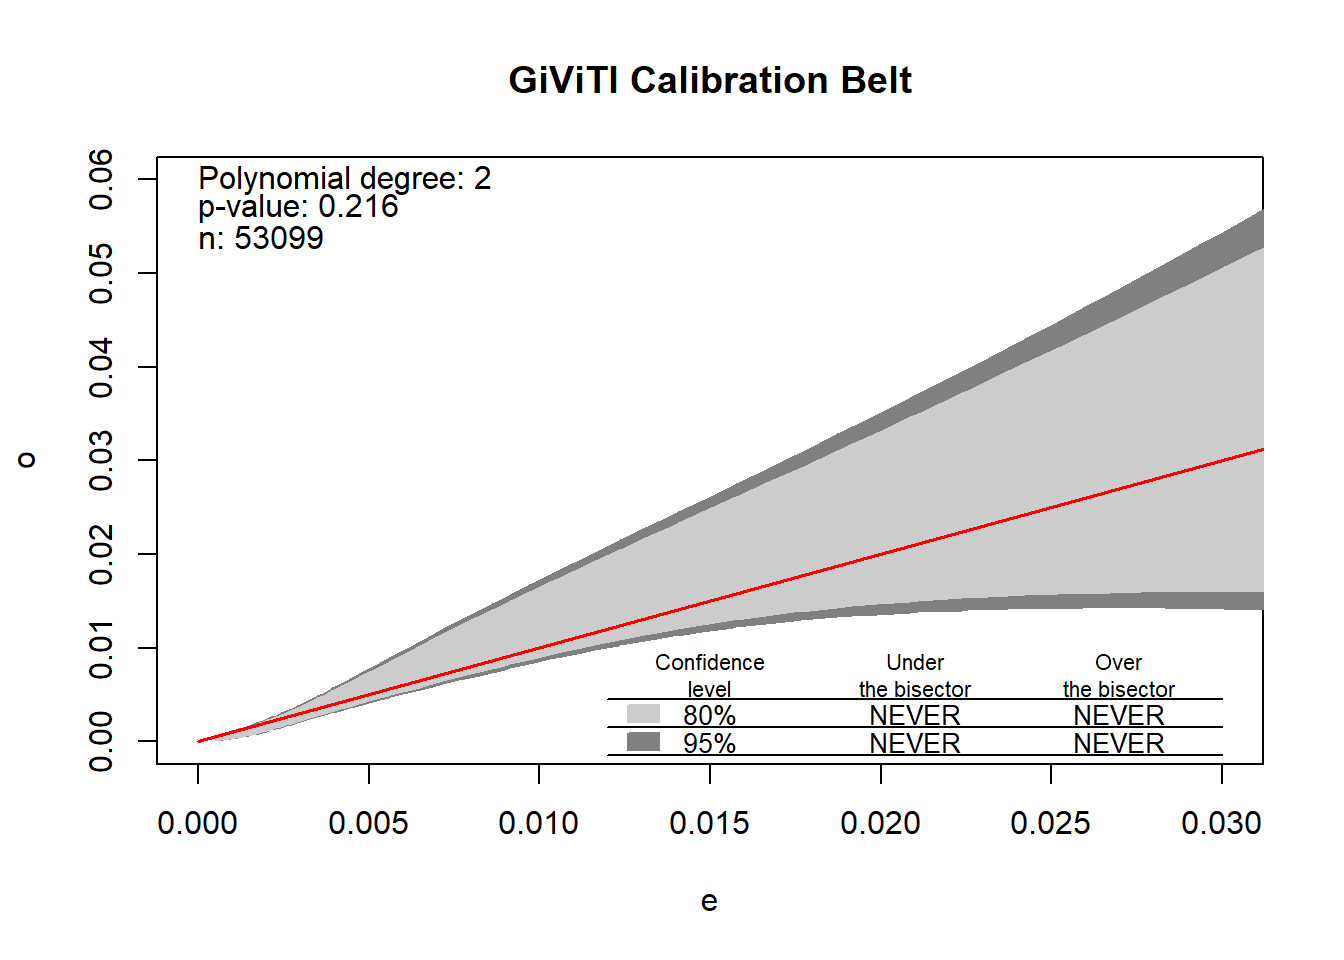 GiViTI Calibration Belt
Polynomial degree: 2
p-value: 0.216
n: 53099
0.06
0.05
0.04
0.03
0.02
0.01
0.00
o
Confidence level Under the bisector Over the bisector
80% NEVER NEVER
95% NEVER NEVER
0.000 0.005 0.010 0.015 0.020 0.025 0.030
e